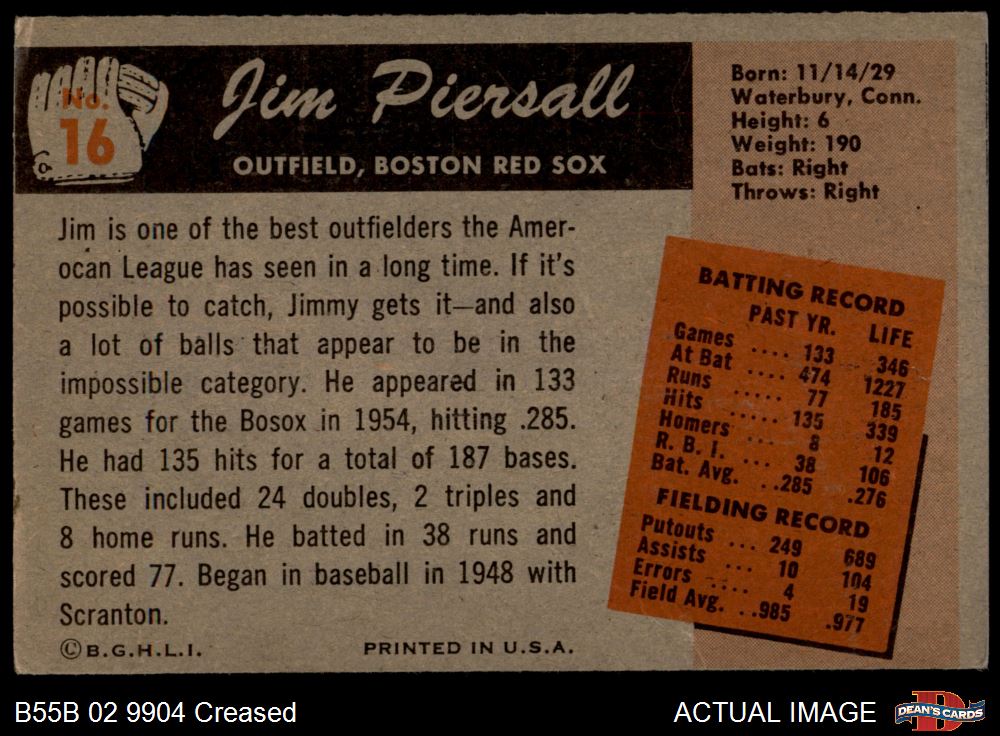 No.
16
Jim Piersall
OUTFIELD, BOSTON RED SOX
Born: 11/14/29
Waterbury, Conn.
Height: 6
Weight: 190
Bats: Right
Throws: Right
Jim is one of the best outfielders the Amer-
ocan League has seen in a long time. If it's
possible to catch, Jimmy gets it—and also
a lot of balls that appear to be in the
impossible category. He appeared in 133
games for the Bosox in 1954, hitting .285.
He had 135 hits for a total of 187 bases.
These included 24 doubles, 2 triples and
8 home runs. He batted in 38 runs and
scored 77. Began in baseball in 1948 with
Scranton.
BATTING RECORD
PAST YR. LIFE
Games .... 133 346
At Bat .... 474 1227
Runs ..... 77 185
Hits ..... 135 339
Homers ... 8 12
R. B. I. ... 38 106
Bat. Avg. ..285 .276
FIELDING RECORD
Putouts ... 249 689
Assists ... 10 104
Errors .... 4 19
Field Avg. ..985 .977
©B.G.H.L.I. PRINTED IN U.S.A.
B55B 02 9904 Creased ACTUAL IMAGE
DEAN'S CARDS